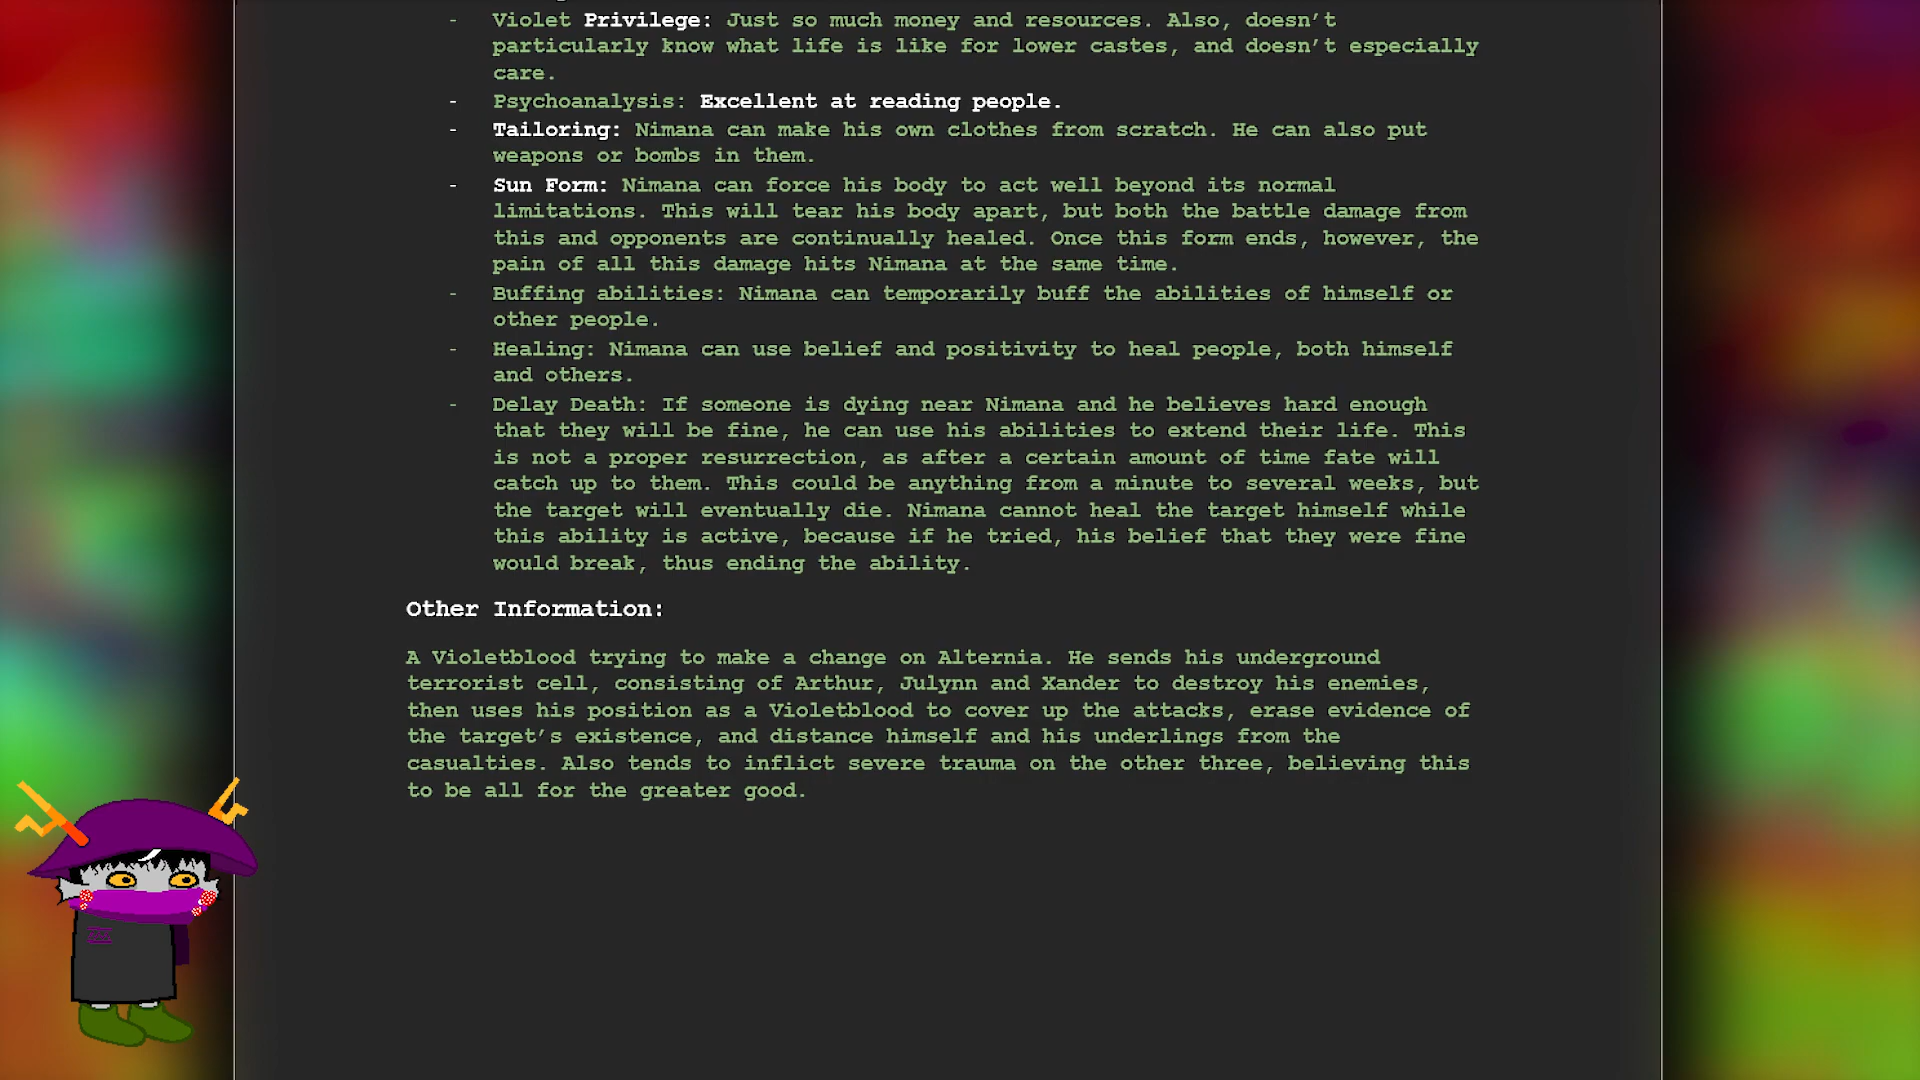 - Violet Privilege: Just so much money and resources. Also, doesn’t
particularly know what life is like for lower castes, and doesn’t especially
care.
- Psychoanalysis: Excellent at reading people.
- Tailoring: Nimana can make his own clothes from scratch. He can also put
weapons or bombs in them.
- Sun Form: Nimana can force his body to act well beyond its normal
limitations. This will tear his body apart, but both the battle damage from
this and opponents are continually healed. Once this form ends, however, the
pain of all this damage hits Nimana at the same time.
- Buffing abilities: Nimana can temporarily buff the abilities of himself or
other people.
- Healing: Nimana can use belief and positivity to heal people, both himself
and others.
- Delay Death: If someone is dying near Nimana and he believes hard enough
that they will be fine, he can use his abilities to extend their life. This
is not a proper resurrection, as after a certain amount of time fate will
catch up to them. This could be anything from a minute to several weeks, but
the target will eventually die. Nimana cannot heal the target himself while
this ability is active, because if he tried, his belief that they were fine
would break, thus ending the ability.
Other Information:
A Violetblood trying to make a change on Alternia. He sends his underground
terrorist cell, consisting of Arthur, Julynn and Xander to destroy his enemies,
then uses his position as a Violetblood to cover up the attacks, erase evidence of
the target’s existence, and distance himself and his underlings from the
casualties. Also tends to inflict severe trauma on the other three, believing this
to be all for the greater good.